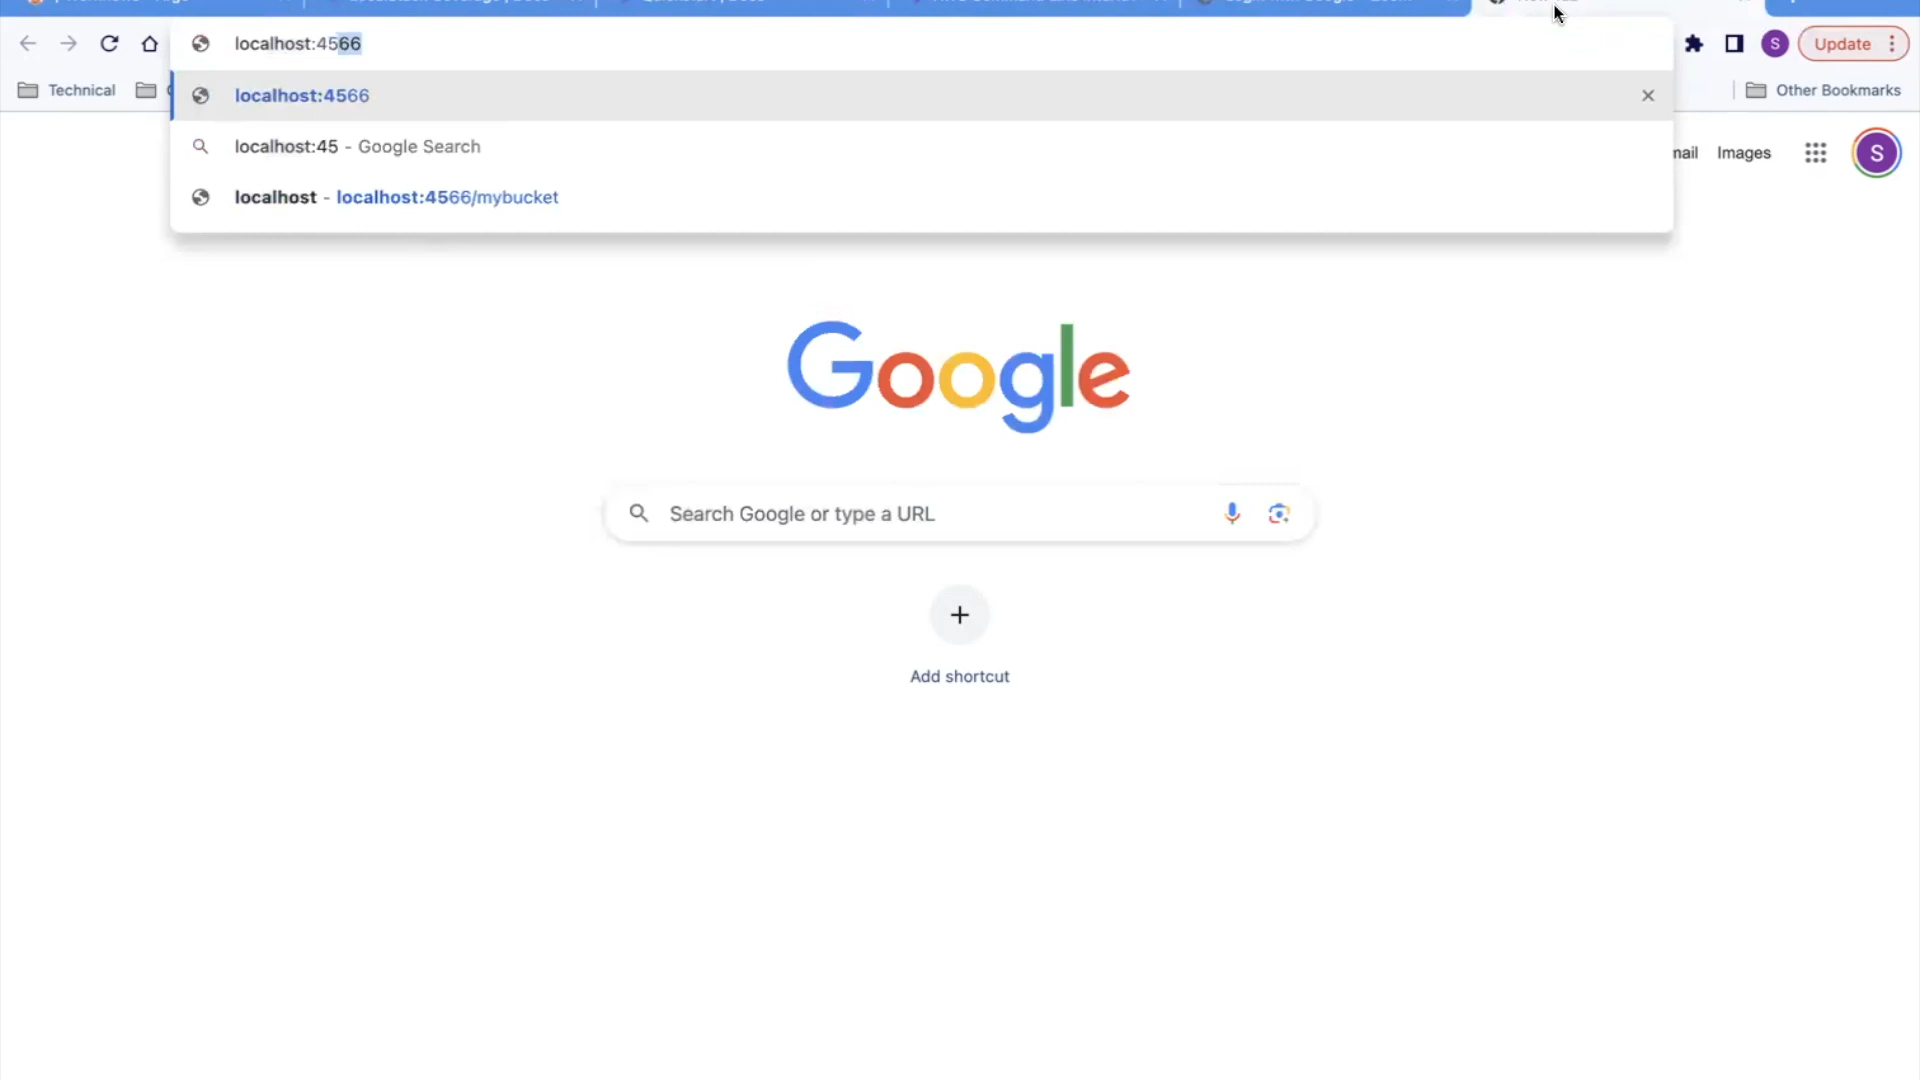 localhost:4566
S
Update
Technical
localhost:4566
Other Bookmarks
localhost:45 - Google Search
Images
S
localhost - localhost:4566/mybucket
Google
Search Google or type a URL
Add shortcut